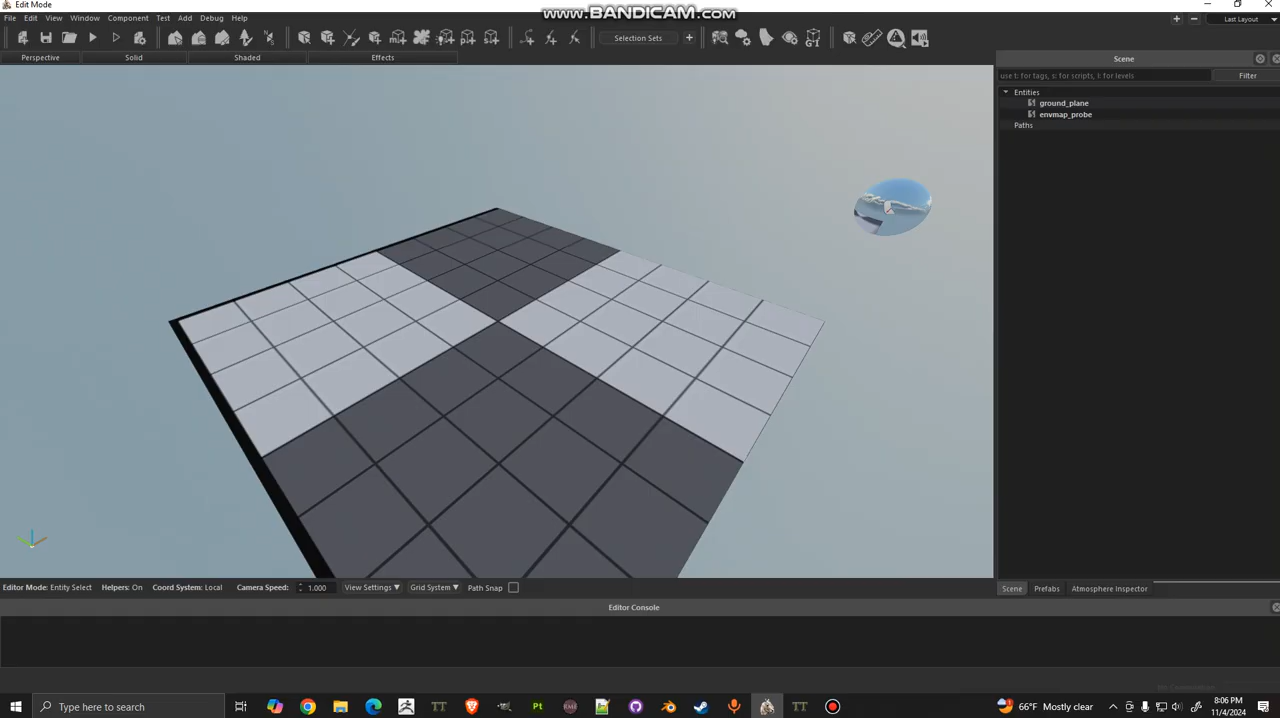 Edit Mode
www.BANDICAM.com
File Edit View Window Component Test Add Debug Help
Last Layout
Selection Sets
Perspective Solid Shaded Effects
Scene
use t: for tags, s: for scripts, l: for levels
Filter
Entities
ground_plane
envmap_probe
Paths
Editor Mode: Entity Select Helpers: On Coord System: Local Camera Speed: 1.000 View Settings Grid System Path Snap
Scene Prefabs Atmosphere Inspector
Editor Console
Type here to search
66°F Mostly clear
8:06 PM
11/4/2024